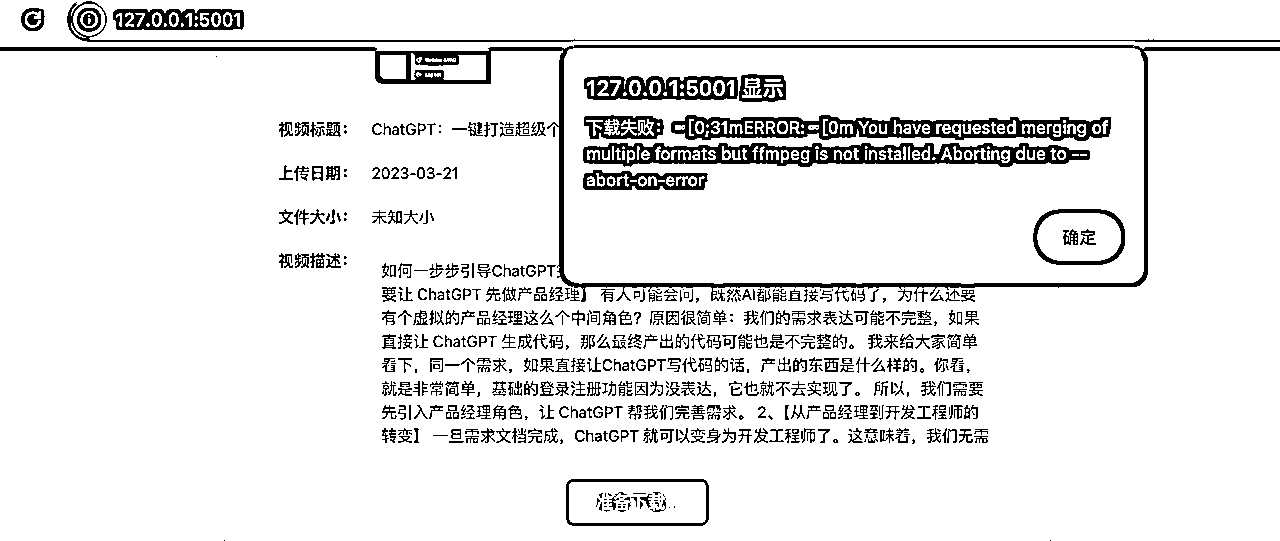 127.0.0.1:5001
127.0.0.1:5001 显示
下载失败： [0;31mERROR: [0m You have requested merging of
multiple formats but ffmpeg is not installed. Aborting due to --
abort-on-error
确定
视频标题： ChatGPT：一键打造超级个
上传日期： 2023-03-21
文件大小： 未知大小
视频描述： 如何一步步引导ChatGPT
要让 ChatGPT 先做产品经理】 有人可能会问，既然AI都能直接写代码了，为什么还要
有个虚拟的产品经理这么个中间角色？原因很简单：我们的需求表达可能不完整，如果
直接让 ChatGPT 生成代码，那么最终产出的代码可能也是不完整的。 我来给大家简单
看下，同一个需求，如果直接让ChatGPT写代码的话，产出的东西是什么样的。你看，
就是非常简单，基础的登录注册功能因为没表达，它也就不去实现了。 所以，我们需要
先引入产品经理角色，让 ChatGPT 帮我们完善需求。 2、【从产品经理到开发工程师的
转变】 一旦需求文档完成，ChatGPT 就可以变身为开发工程师了。这意味着，我们无需
准备下载...